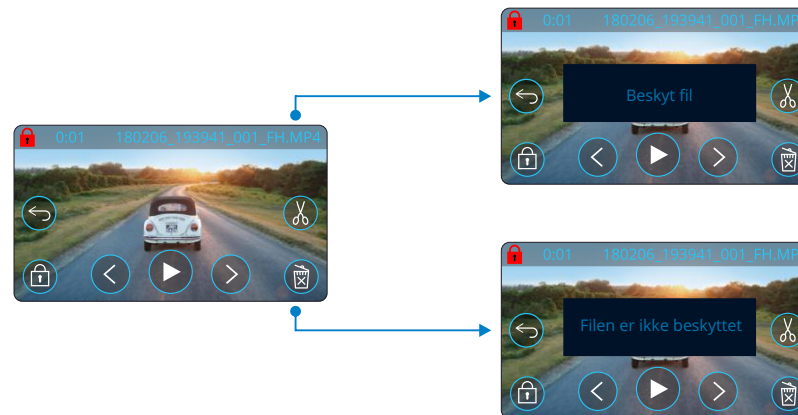 0:01 180206_193941_001_FH.MP
Beskyt fil
0:01 180206_193941_001_FH.MP4
0:01 180206_193941_001_FH.MP
Filen er ikke beskyttet